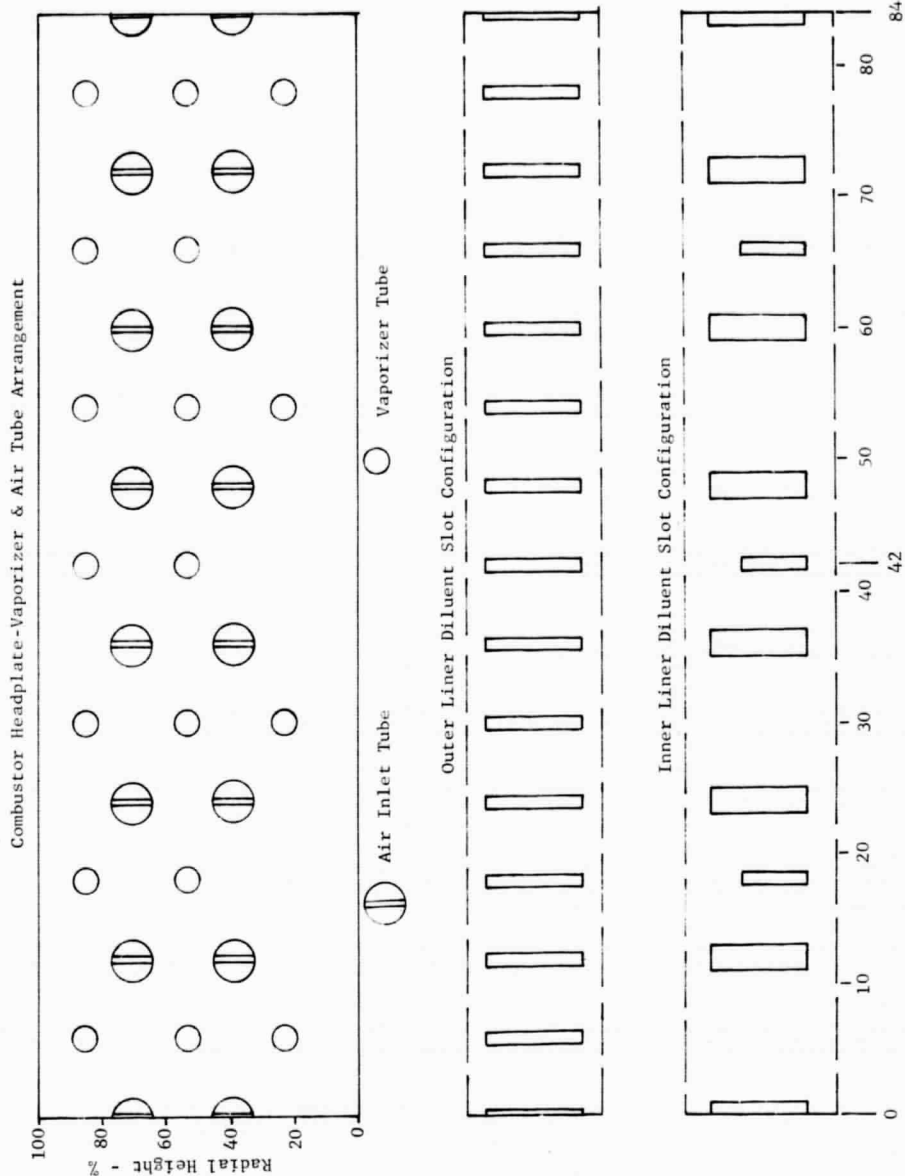 Combustor Headplate-Vaporizer & Air Tube Arrangement
Radial Height - %
100
80
60
40
20
0
Air Inlet Tube
Vaporizer Tube
Outer Liner Diluent Slot Configuration
Inner Liner Diluent Slot Configuration
0
10
20
30
40
42
50
60
70
80
84